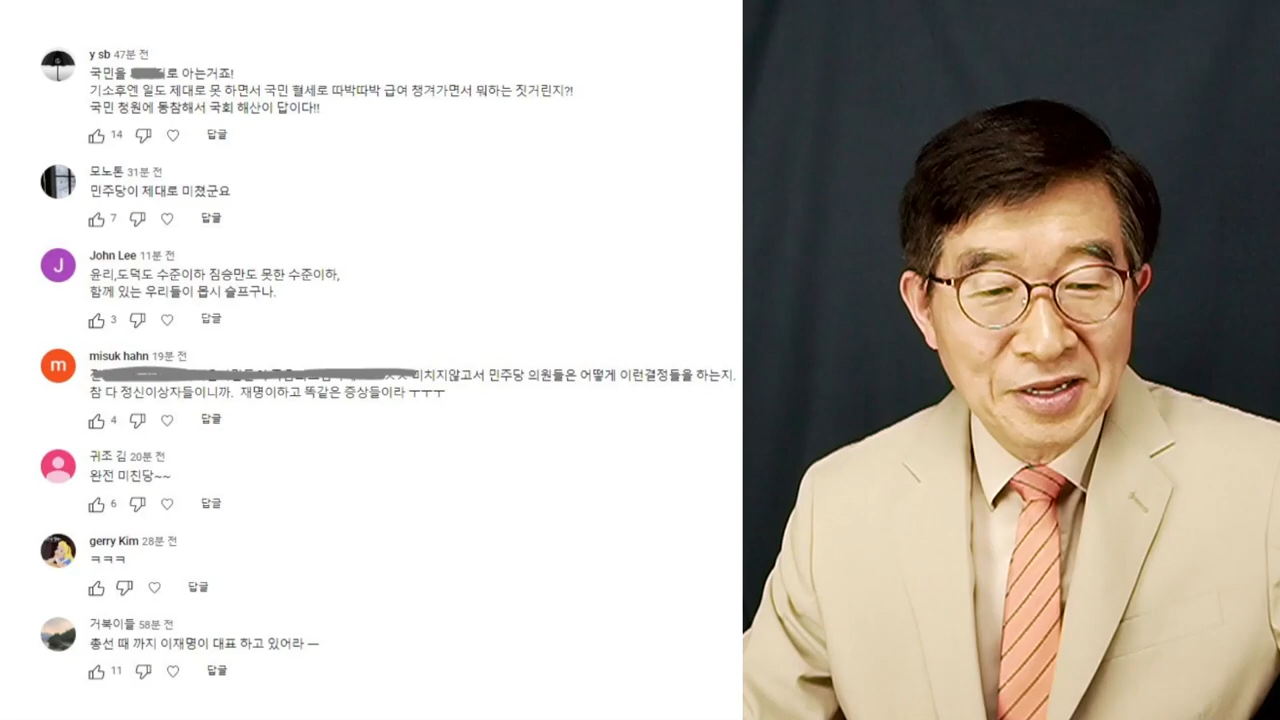 y sb 47분 전
국민을 로 아는거죠!
기소후엔 일도 제대로 못 하면서 국민 혈세로 따박따박 급여 챙겨가면서 뭐하는 짓거린지?!
국민 청원에 동참해서 국회 해산이 답이다!!
14 답글
모노톤 31분 전
민주당이 제대로 미쳤군요
7 답글
J
John Lee 11분 전
윤리,도덕도 수준이하 짐승만도 못한 수준이하,
함께 있는 우리들이 몹시 슬프구나.
3 답글
m
misuk hahn 19분 전
미치지않고서 민주당 의원들은 어떻게 이런결정들을 하는지.
참 다 정신이상자들이니까. 재명이하고 똑같은 증상들이라 ㅜㅜㅜ
4 답글
귀조 김 20분 전
완전 미친당~~
6 답글
gerry Kim 28분 전
ㅋㅋㅋ
답글
거북이들 58분 전
총선 때 까지 이재명이 대표 하고 있어라 ㅡ
11 답글